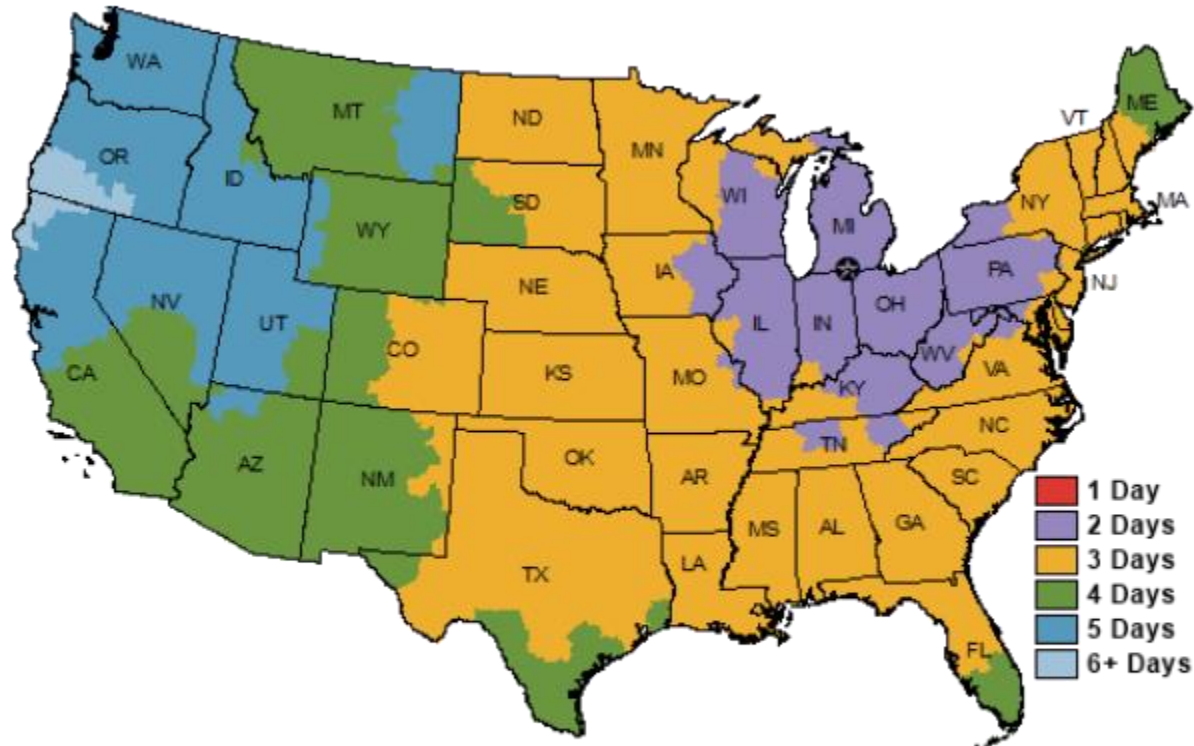 WA
MT
ND
MN
ME
VT
OR
ID
SD
WI
NY
MA
WY
MI
IA
PA
NE
NJ
NV
OH
UT
IL
IN
CO
WV
CA
KS
MO
KY
VA
AZ
NM
OK
TN
NC
AR
SC
MS
AL
GA
TX
LA
FL
1 Day
2 Days
3 Days
4 Days
5 Days
6+ Days